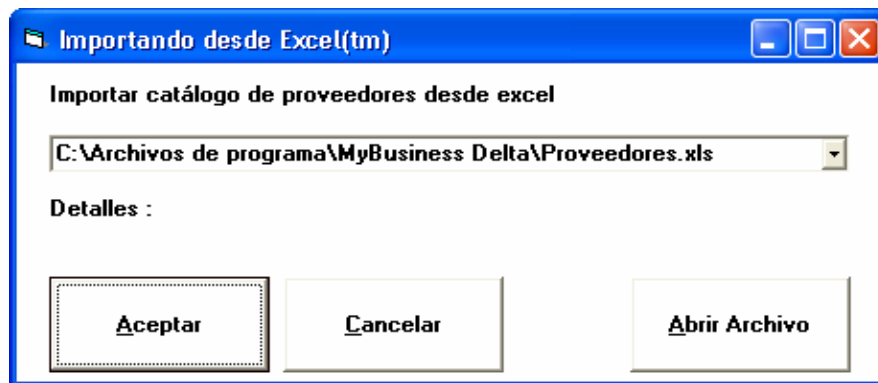 Importando desde Excel(tm)
Importar catálogo de proveedores desde excel
C:\Archivos de programa\MyBusiness Delta\Proveedores.xls
Detalles :
Aceptar Cancelar Abrir Archivo